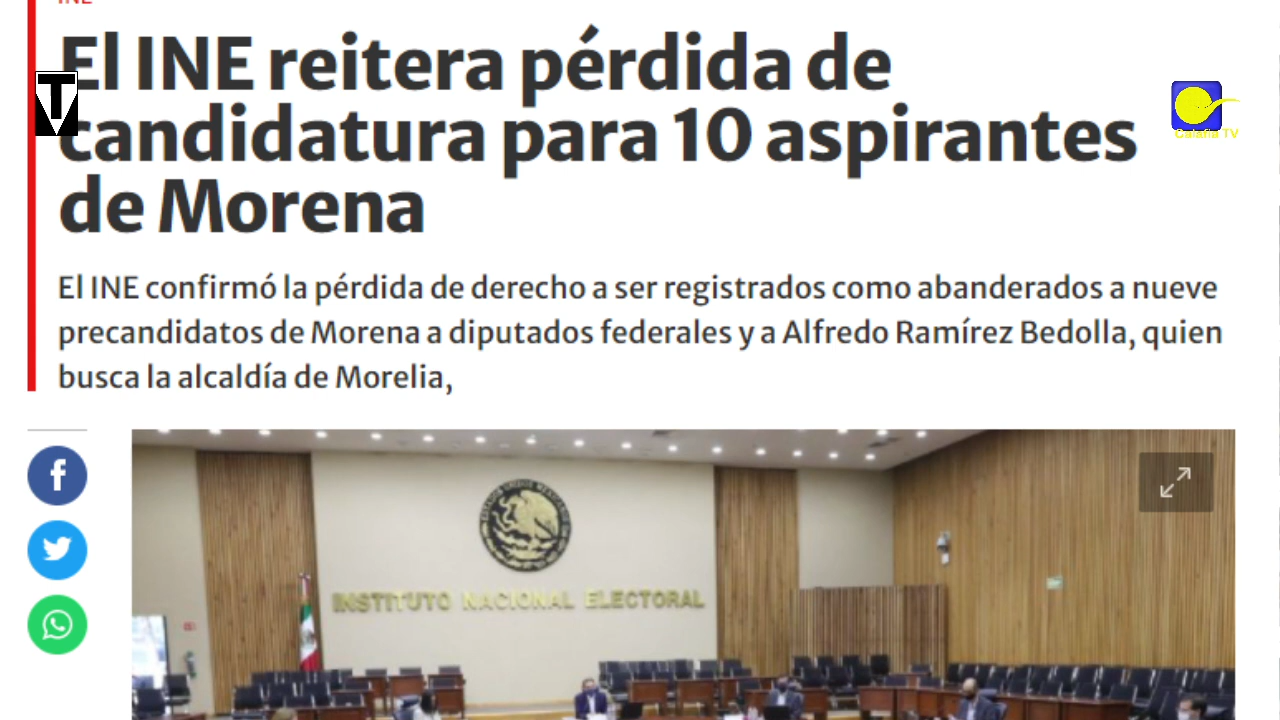 INE
El INE reitera pérdida de
candidatura para 10 aspirantes
de Morena
El INE confirmó la pérdida de derecho a ser registrados como abanderados a nueve
precandidatos de Morena a diputados federales y a Alfredo Ramírez Bedolla, quien
busca la alcaldía de Morelia,
Calafia TV
INSTITUTO NACIONAL ELECTORAL